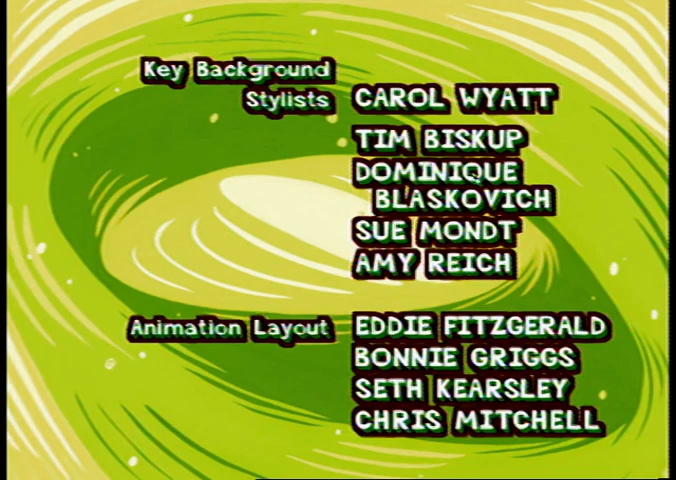 Key Background
Stylists CAROL WYATT
TIM BISKUP
DOMINIQUE
BLASKOVICH
SUE MONDT
AMY REICH
Animation Layout EDDIE FITZGERALD
BONNIE GRIGGS
SETH KEARSLEY
CHRIS MITCHELL